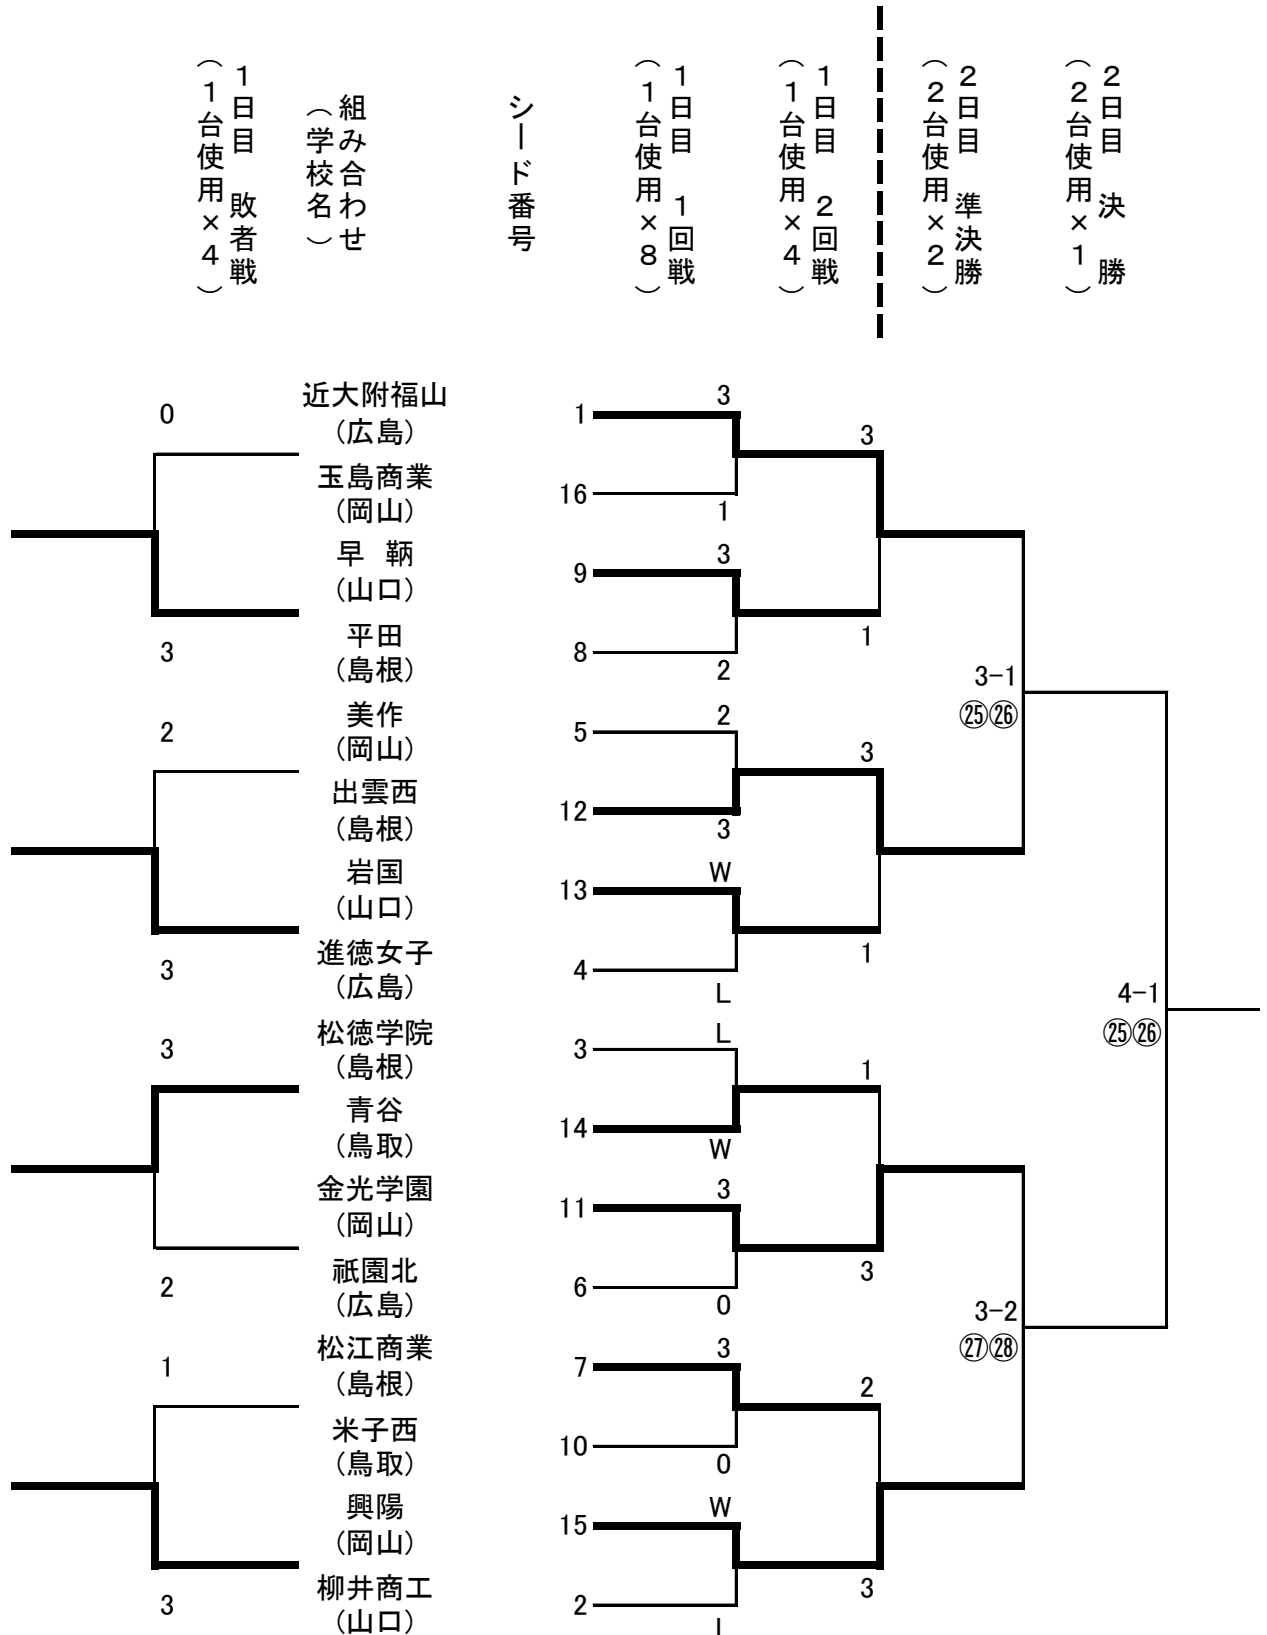 1日目 敗者戦
（1台使用×4）
組み合わせ
（学校名）
シード番号
1日目 1回戦
（1台使用×8）
1日目 2回戦
（1台使用×4）
2日目 準決勝
（2台使用×2）
2日目 決 勝
（2台使用×1）
0
近大附福山
(広島)
1
3
3
玉島商業
(岡山)
16
1
早 鞆
(山口)
9
3
3
平田
(島根)
8
2
1
3-1
㉕㉖
2
美作
(岡山)
5
2
3
出雲西
(島根)
12
3
岩国
(山口)
13
W
3
進徳女子
(広島)
4
L
1
4-1
㉕㉖
3
松徳学院
(島根)
3
L
1
青谷
(鳥取)
14
W
金光学園
(岡山)
11
3
2
祇園北
(広島)
6
0
3
3-2
㉗㉘
1
松江商業
(島根)
7
3
2
米子西
(鳥取)
10
0
興陽
(岡山)
15
W
3
柳井商工
(山口)
2
L
3